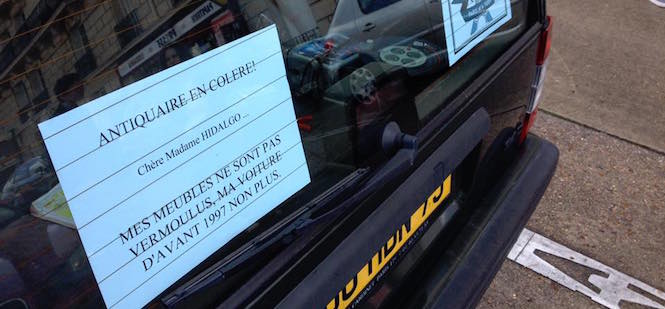 ANTIQUAIRE EN COLERE!
Chère Madame HIDALGO ...
MES MEUBLES NE SONT PAS
VERMOULUS, MA VOITURE
D'AVANT 1997 NON PLUS.